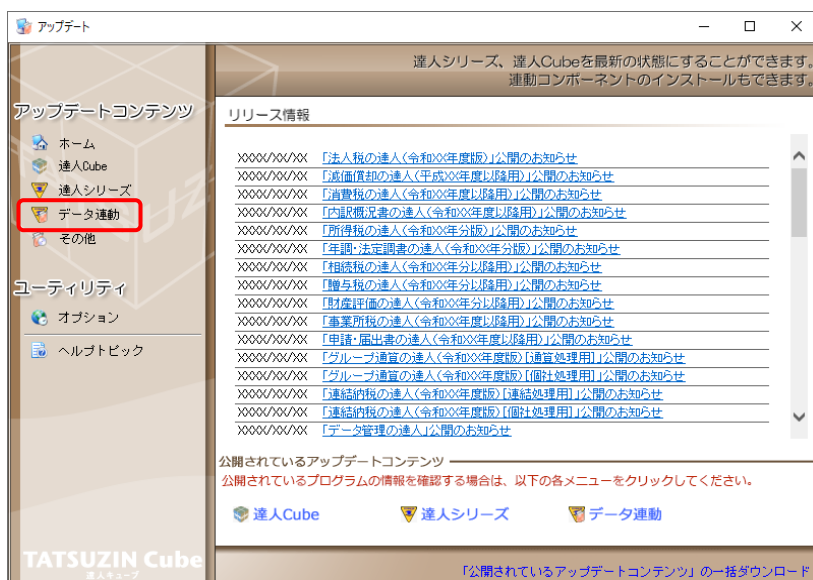 アップデート
達人シリーズ、達人Cubeを最新の状態にすることができます。
連動コンポーネントのインストールもできます。
アップデートコンテンツ
ホーム
達人Cube
達人シリーズ
データ連動
その他
ユーティリティ
オプション
ヘルプトピック
リリース情報
XXXX/XX/XX 「法人税の達人(令和XX年度版)」公開のお知らせ
XXXX/XX/XX 「減価償却の達人(平成XX年度以降用)」公開のお知らせ
XXXX/XX/XX 「消費税の達人(令和XX年度以降用)」公開のお知らせ
XXXX/XX/XX 「内訳概況書の達人(令和XX年度以降用)」公開のお知らせ
XXXX/XX/XX 「所得税の達人(令和XX年分版)」公開のお知らせ
XXXX/XX/XX 「年調・法定調書の達人(令和XX年分版)」公開のお知らせ
XXXX/XX/XX 「相続税の達人(令和XX年分以降用)」公開のお知らせ
XXXX/XX/XX 「贈与税の達人(令和XX年分以降用)」公開のお知らせ
XXXX/XX/XX 「財産評価の達人(令和XX年分以降用)」公開のお知らせ
XXXX/XX/XX 「事業所税の達人(令和XX年度以降用)」公開のお知らせ
XXXX/XX/XX 「申請・届出書の達人(令和XX年度以降用)」公開のお知らせ
XXXX/XX/XX 「グループ通算の達人(令和XX年度版)[通算処理用]」公開のお知らせ
XXXX/XX/XX 「グループ通算の達人(令和XX年度版)[個社処理用]」公開のお知らせ
XXXX/XX/XX 「連結納税の達人(令和XX年度版)[連結処理用]」公開のお知らせ
XXXX/XX/XX 「連結納税の達人(令和XX年度版)[個社処理用]」公開のお知らせ
XXXX/XX/XX 「データ管理の達人」公開のお知らせ
公開されているアップデートコンテンツ
公開されているプログラムの情報を確認する場合は、以下の各メニューをクリックしてください。
達人Cube 達人シリーズ データ連動
TATSUZIN Cube
達人キューブ
「公開されているアップデートコンテンツ」の一括ダウンロード